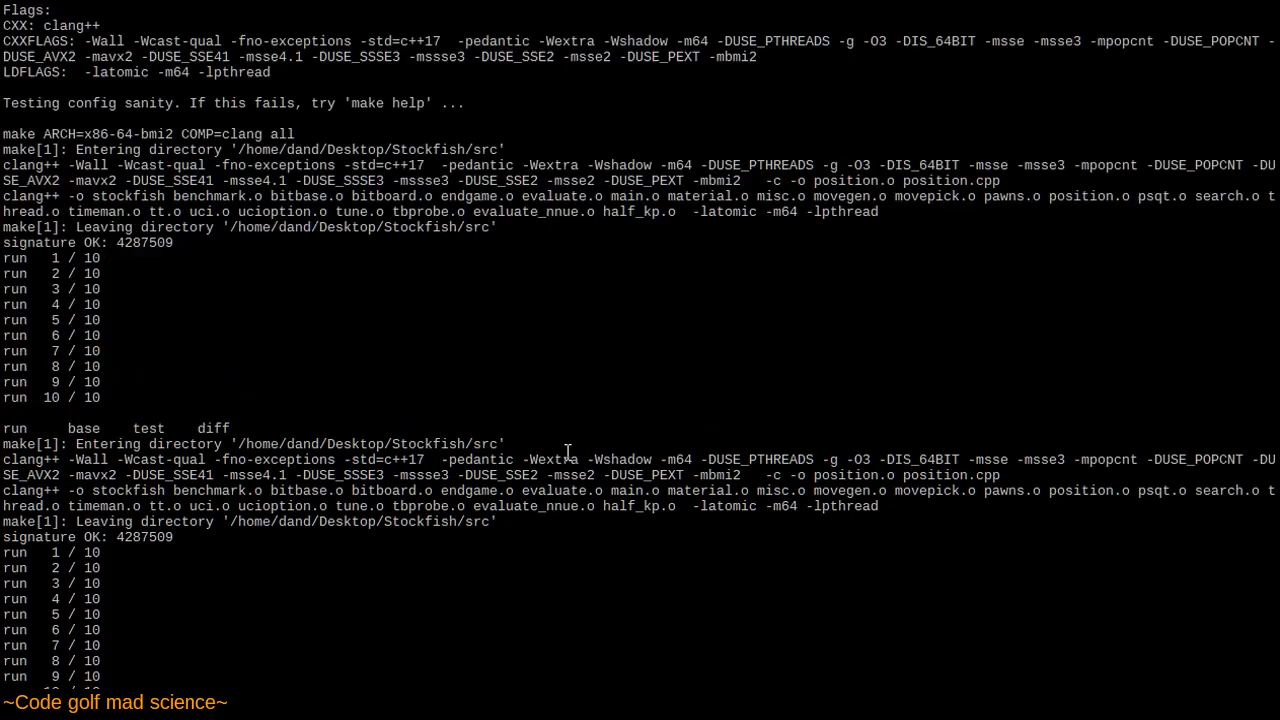 Flags:
CXX: clang++
CXXFLAGS: -Wall -Wcast-qual -fno-exceptions -std=c++17  -pedantic -Wextra -Wshadow -m64 -DUSE_PTHREADS -g -O3 -DIS_64BIT -msse -msse3 -mpopcnt -DUSE_POPCNT -
DUSE_AVX2 -mavx2 -DUSE_SSE41 -msse4.1 -DUSE_SSSE3 -mssse3 -DUSE_SSE2 -msse2 -DUSE_PEXT -mbmi2
LDFLAGS:  -latomic -m64 -lpthread
Testing config sanity. If this fails, try 'make help' ...
make ARCH=x86-64-bmi2 COMP=clang all
make[1]: Entering directory '/home/dand/Desktop/Stockfish/src'
clang++ -Wall -Wcast-qual -fno-exceptions -std=c++17  -pedantic -Wextra -Wshadow -m64 -DUSE_PTHREADS -g -O3 -DIS_64BIT -msse -msse3 -mpopcnt -DUSE_POPCNT -DU
SE_AVX2 -mavx2 -DUSE_SSE41 -msse4.1 -DUSE_SSSE3 -mssse3 -DUSE_SSE2 -msse2 -DUSE_PEXT -mbmi2   -c -o position.o position.cpp
clang++ -o stockfish benchmark.o bitbase.o bitboard.o endgame.o evaluate.o main.o material.o misc.o movegen.o movepick.o pawns.o position.o psqt.o search.o t
hread.o timeman.o tt.o uci.o ucioption.o tune.o tbprobe.o evaluate_nnue.o half_kp.o  -latomic -m64 -lpthread
make[1]: Leaving directory '/home/dand/Desktop/Stockfish/src'
signature OK: 4287509
run   1 / 10
run   2 / 10
run   3 / 10
run   4 / 10
run   5 / 10
run   6 / 10
run   7 / 10
run   8 / 10
run   9 / 10
run  10 / 10
run     base    test    diff
make[1]: Entering directory '/home/dand/Desktop/Stockfish/src'
clang++ -Wall -Wcast-qual -fno-exceptions -std=c++17  -pedantic -Wextra -Wshadow -m64 -DUSE_PTHREADS -g -O3 -DIS_64BIT -msse -msse3 -mpopcnt -DUSE_POPCNT -DU
SE_AVX2 -mavx2 -DUSE_SSE41 -msse4.1 -DUSE_SSSE3 -mssse3 -DUSE_SSE2 -msse2 -DUSE_PEXT -mbmi2   -c -o position.o position.cpp
clang++ -o stockfish benchmark.o bitbase.o bitboard.o endgame.o evaluate.o main.o material.o misc.o movegen.o movepick.o pawns.o position.o psqt.o search.o t
hread.o timeman.o tt.o uci.o ucioption.o tune.o tbprobe.o evaluate_nnue.o half_kp.o  -latomic -m64 -lpthread
make[1]: Leaving directory '/home/dand/Desktop/Stockfish/src'
signature OK: 4287509
run   1 / 10
run   2 / 10
run   3 / 10
run   4 / 10
run   5 / 10
run   6 / 10
run   7 / 10
run   8 / 10
run   9 / 10
~Code golf mad science~